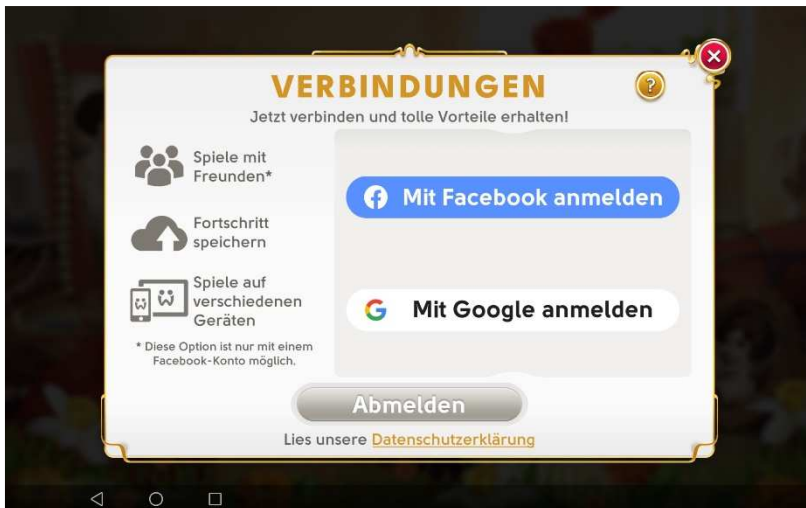 VERBINDUNGEN
Jetzt verbinden und tolle Vorteile erhalten!
Spiele mit
Freunden*
Fortschritt
speichern
Spiele auf
verschiedenen
Geräten
* Diese Option ist nur mit einem
Facebook-Konto möglich.
Mit Facebook anmelden
Mit Google anmelden
Abmelden
Lies unsere Datenschutzerklärung